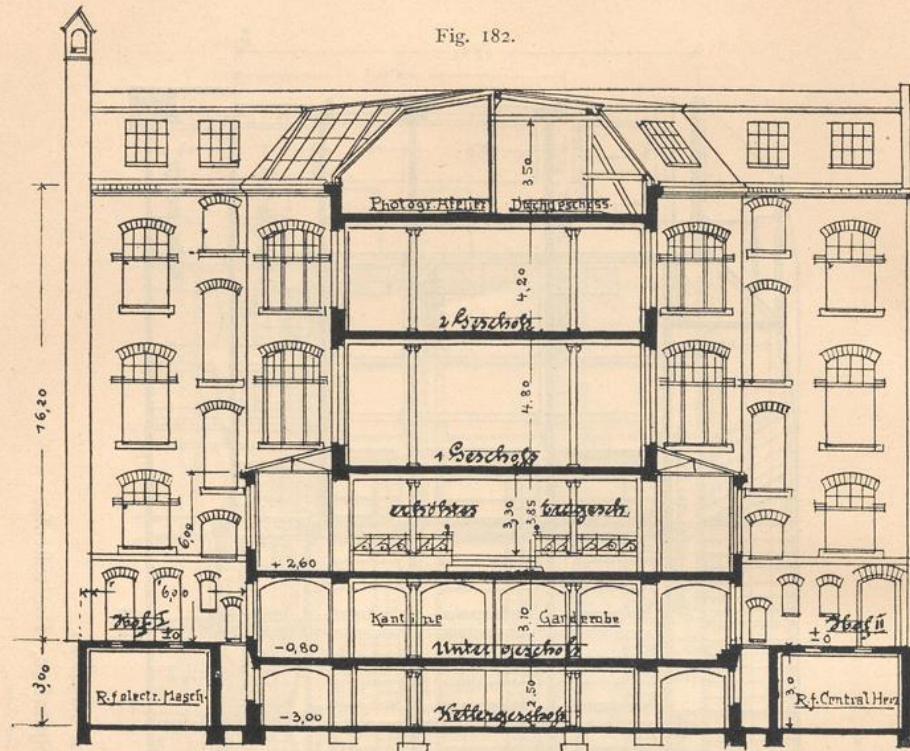 Fig. 182.
3.50
Photogr. Atelier Dachgeschoss.
4,20
2 Geschoß.
16,20
4.80
1 Geschoß
erhöhtes Erdgesch
3,30
3.85
6,00
+ 2,60
6,00
Hof I
±0
Kantine Garderobe
3,10
Hof II
±0
-0,80
Untergeschoß
3,00
R.f electr. Masch.
2,50
3.0
R.f. Central Heiz
-3,00
Kellergeschoß